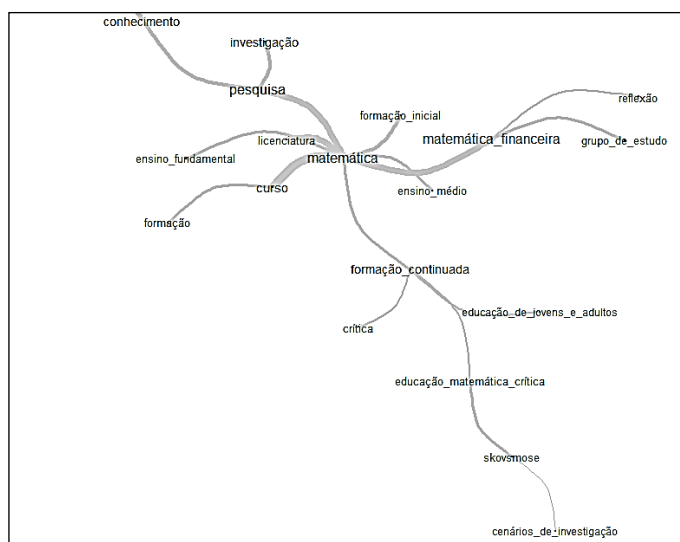 conhecimento
investigação
pesquisa
reflexão
formação_inicial
licenciatura
matemática_financeira
grupo_de_estudo
ensino_fundamental
matemática
curso
ensino_médio
formação
formação_continuada
educação_de_jovens_e_adultos
crítica
educação_matemática_crítica
skovsmose
cenários_de_investigação